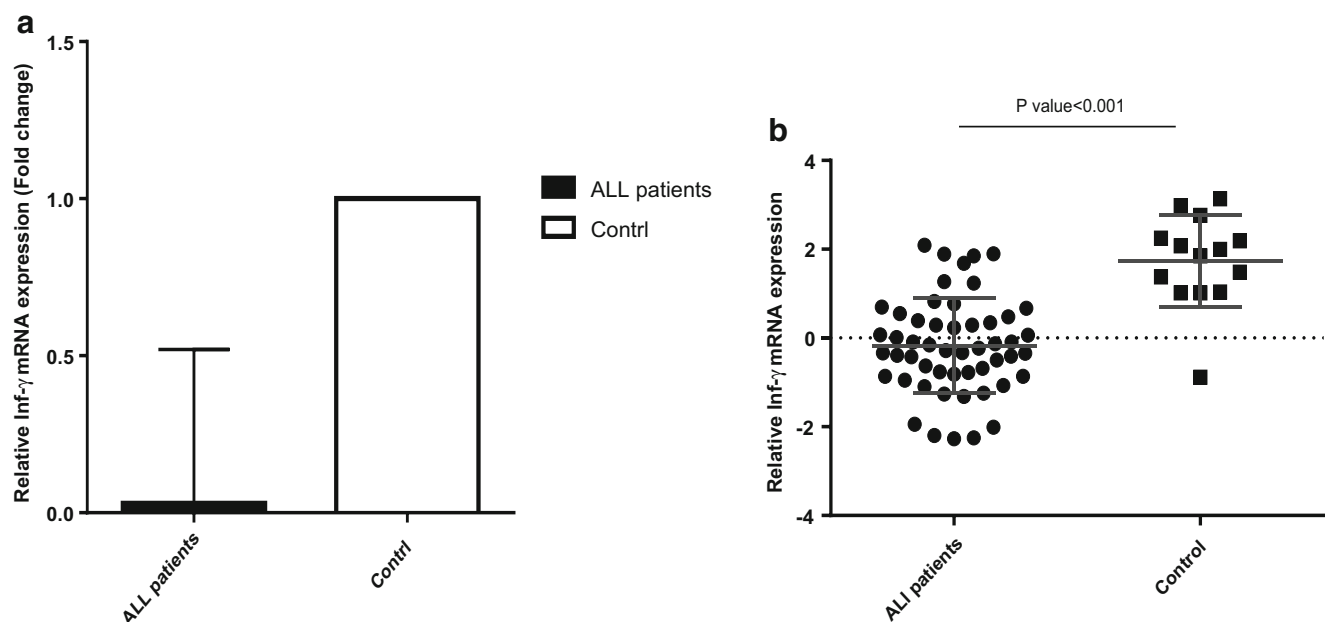 a
Relative Inf-γ mRNA expression (Fold change)
1.5
1.0
0.5
0.0
ALL patients
Contrl
ALL patients
Contrl
b
P value<0.001
Relative Inf-γ mRNA expression
4
2
0
-2
-4
ALI patients
Control